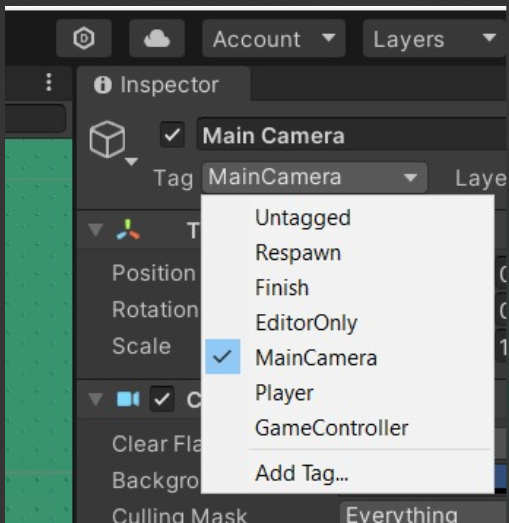 Account Layers
Inspector
Main Camera
Tag MainCamera Laye
Untagged
Respawn
Finish
EditorOnly
MainCamera
Player
GameController
Add Tag...
T
Position
Rotation
Scale
C
Clear Fla
Backgro
Culling Mask Everything